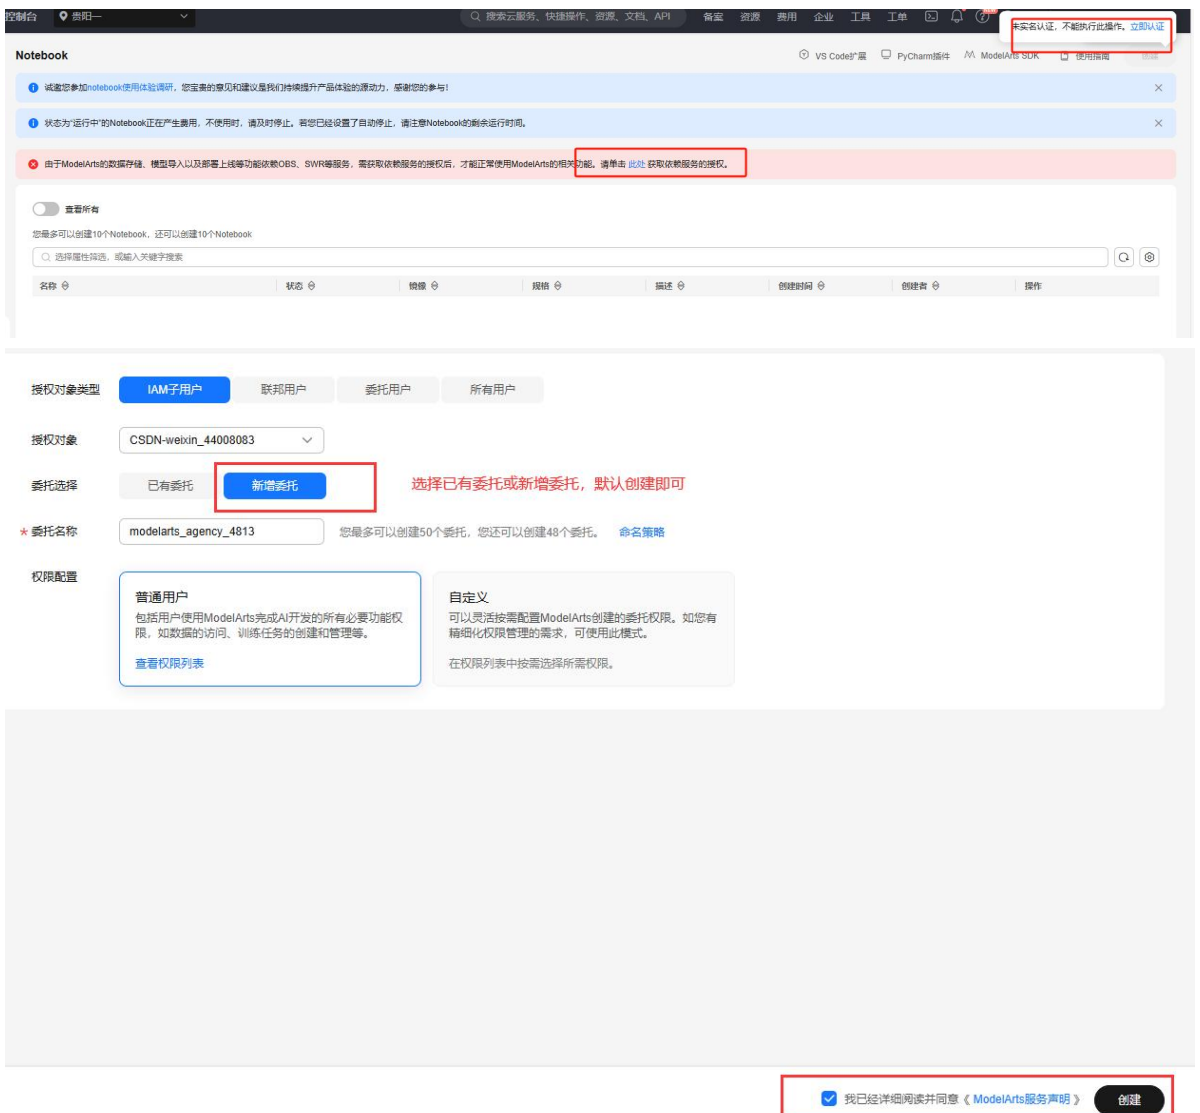 控制台 贵阳一 搜索云服务、快捷操作、资源、文档、API 备案 资源 费用 企业 工具 工单
未实名认证，不能执行此操作。立即认证
Notebook VS Code扩展 PyCharm插件 ModelArts SDK 使用指南 创建
诚邀您参加notebook使用体验调研，您宝贵的意见和建议是我们持续提升产品体验的源动力，感谢您的参与！
状态为“运行中”的Notebook正在产生费用，不使用时，请及时停止。若您已经设置了自动停止，请注意Notebook的剩余运行时间。
由于ModelArts的数据存储、模型导入以及部署上线等功能依赖OBS、SWR等服务，需获取依赖服务的授权后，才能正常使用ModelArts的相关功能。请单击 此处 获取依赖服务的授权。
查看所有
您最多可以创建10个Notebook，还可以创建10个Notebook
选择属性筛选，或输入关键字搜索
名称 状态 镜像 规格 描述 创建时间 创建者 操作
授权对象类型 IAM子用户 联邦用户 委托用户 所有用户
授权对象 CSDN-weixin_44008083
委托选择 已有委托 新增委托 选择已有委托或新增委托，默认创建即可
* 委托名称 modelarts_agency_4813 您最多可以创建50个委托，您还可以创建48个委托。 命名策略
权限配置
普通用户 自定义
包括用户使用ModelArts完成AI开发的所有必要功能权 可以灵活按需配置ModelArts创建的委托权限。如您有
限，如数据的访问、训练任务的创建和管理等。 精细化权限管理的需求，可使用此模式。
查看权限列表 在权限列表中按需选择所需权限。
我已经详细阅读并同意《 ModelArts服务声明 》 创建